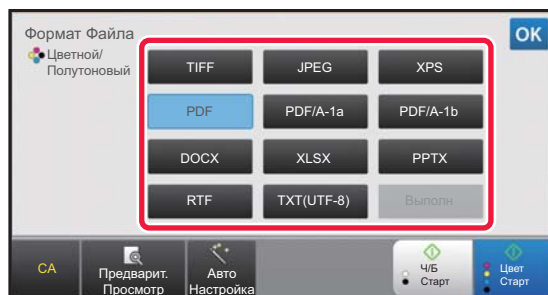 Формат Файла
OK
Цветной/
Полутоновый
TIFF JPEG XPS
PDF PDF/A-1a PDF/A-1b
DOCX XLSX PPTX
RTF TXT(UTF-8) Выполн
CA
Предварит.
Просмотр
Авто
Настройка
Ч/Б
Старт
Цвет
Старт